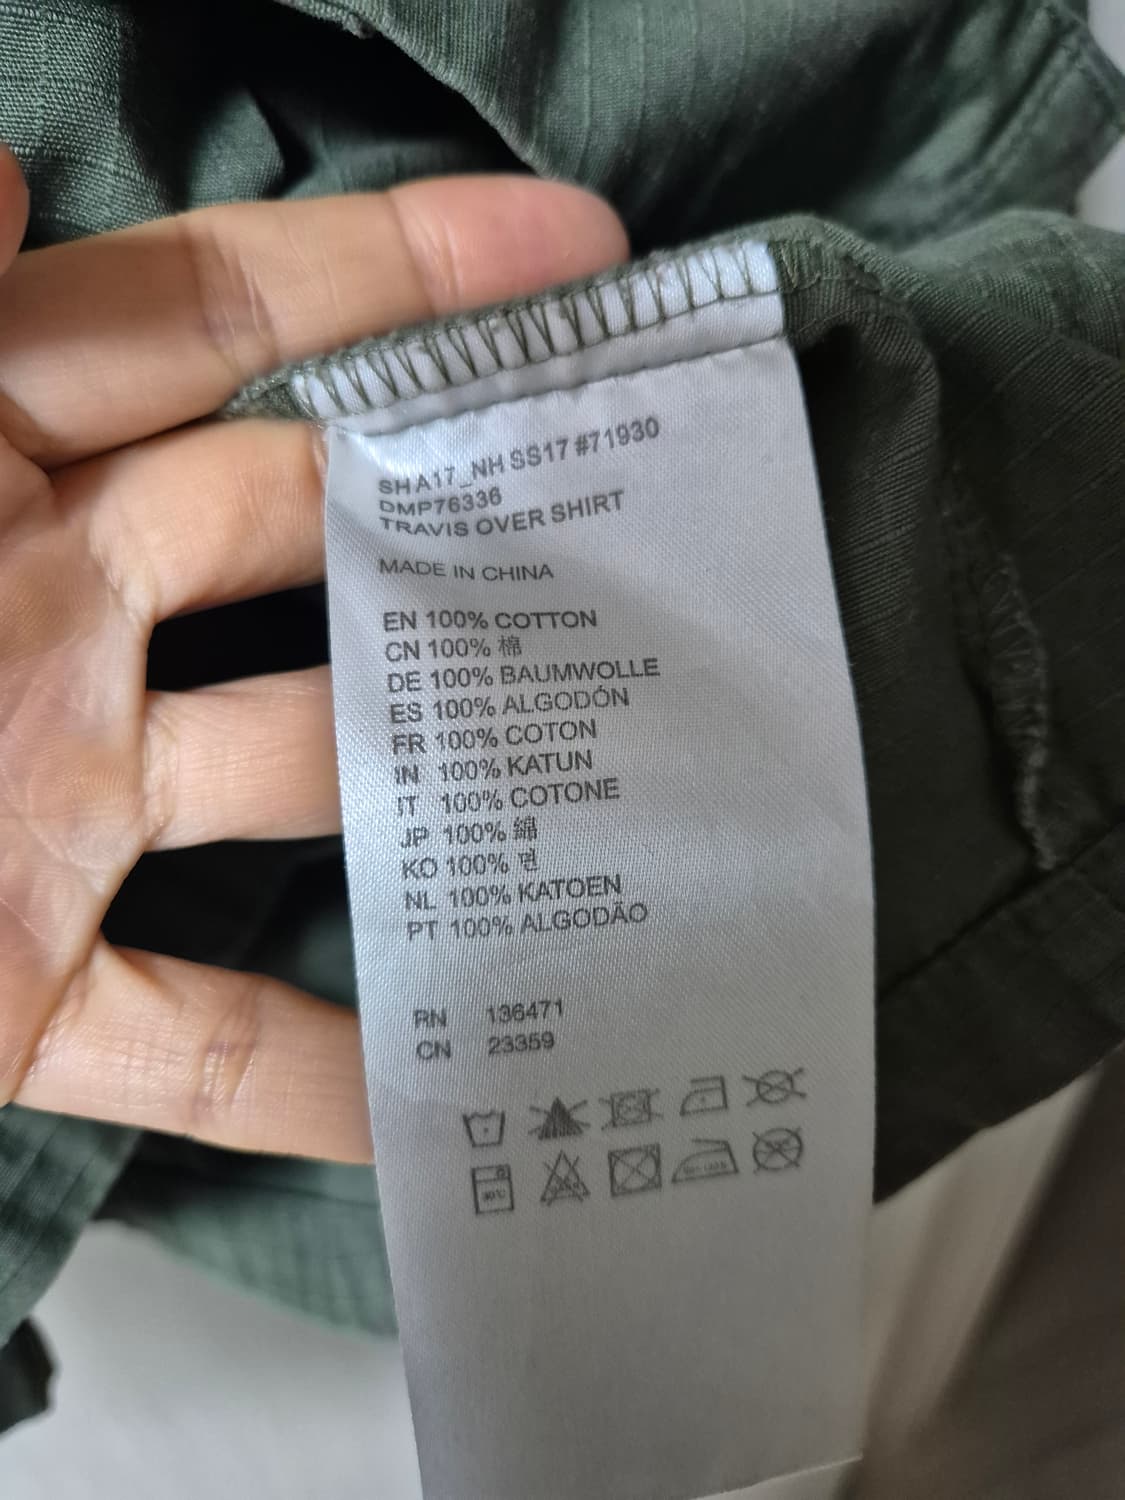 SH A17_NH SS17 #71930
DMP76336
TRAVIS OVER SHIRT
MADE IN CHINA
EN 100% COTTON
CN 100% 棉
DE 100% BAUMWOLLE
ES 100% ALGODÓN
FR 100% COTON
IN 100% KATUN
IT 100% COTONE
JP 100% 綿
KO 100% 면
NL 100% KATOEN
PT 100% ALGODÃO
RN 136471
CN 23359